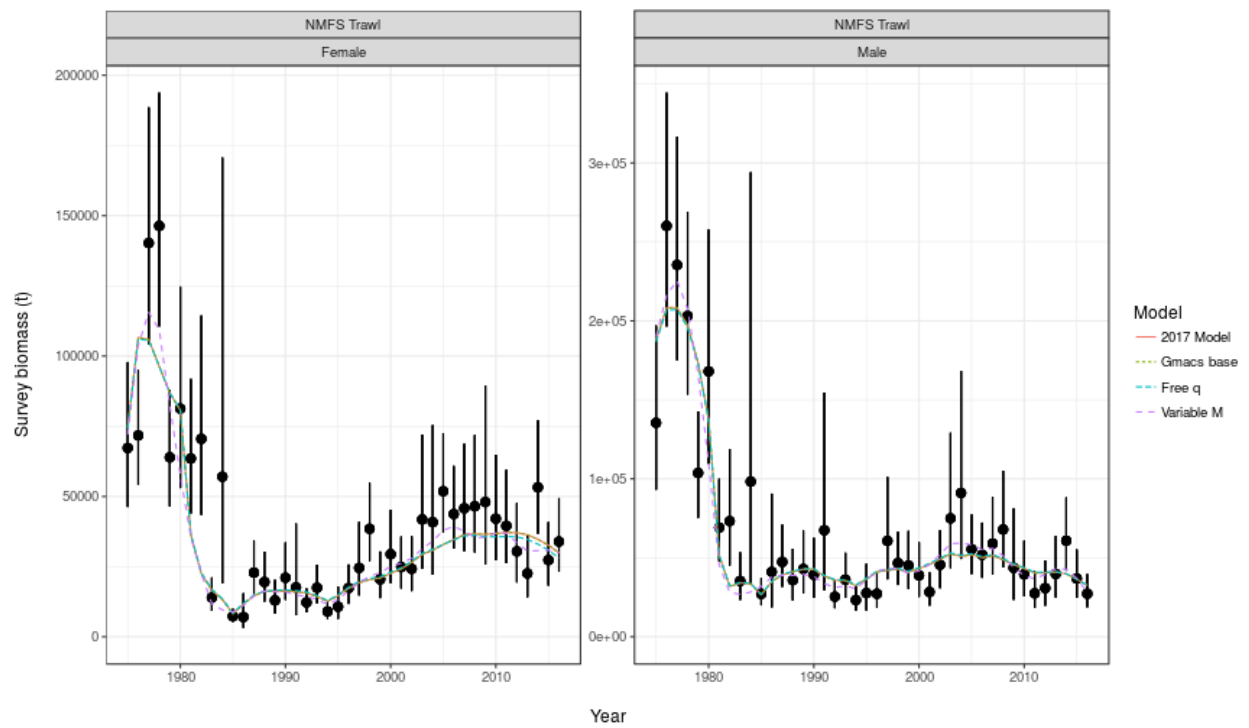 NMFS Trawl
Female
NMFS Trawl
Male
Survey biomass (t)
200000
150000
100000
50000
0
3e+05
2e+05
1e+05
0e+00
1980 1990 2000 2010
1980 1990 2000 2010
Year
Model
2017 Model
Gmacs base
Free q
Variable M